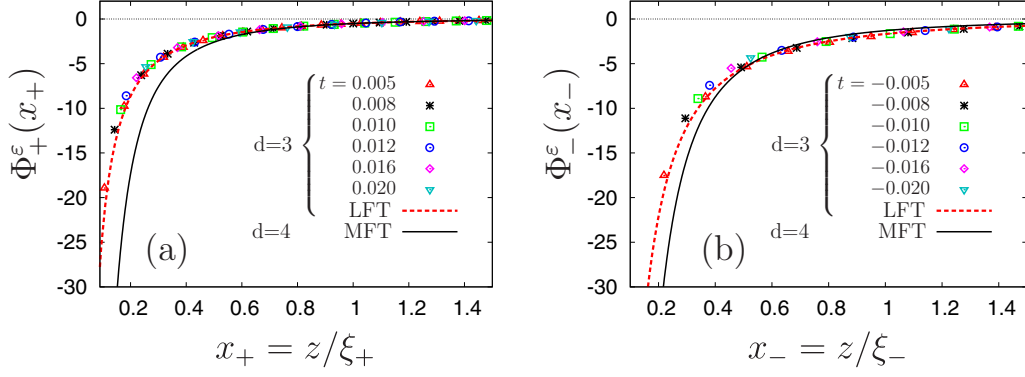 Φ^ε_+(x_+)
0
-5
-10
-15
-20
-25
-30
0.2 0.4 0.6 0.8 1 1.2 1.4
x_+ = z/ξ_+
(a)
d=3
t = 0.005
0.008
0.010
0.012
0.016
0.020
LFT
d=4 MFT
Φ^ε_−(x_−)
0
-5
-10
-15
-20
-25
-30
0.2 0.4 0.6 0.8 1 1.2 1.4
x_− = z/ξ_−
(b)
d=3
t = −0.005
−0.008
−0.010
−0.012
−0.016
−0.020
LFT
d=4 MFT